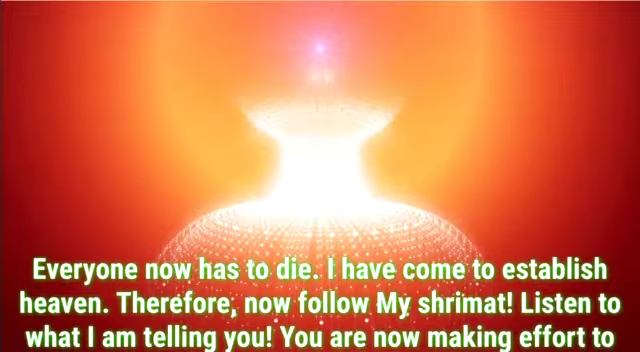 Everyone now has to die. I have come to establish
heaven. Therefore, now follow My shrimat! Listen to
what I am telling you! You are now making effort to